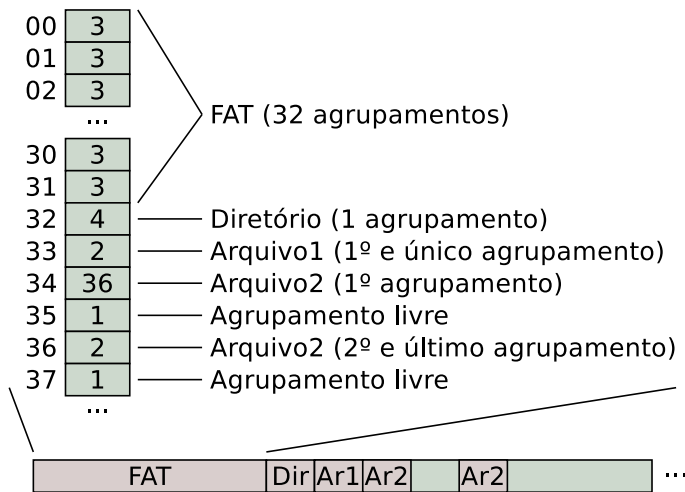 00 3
01 3
02 3
...
FAT (32 agrupamentos)
30 3
31 3
32 4 Diretório (1 agrupamento)
33 2 Arquivo1 (1º e único agrupamento)
34 36 Arquivo2 (1º agrupamento)
35 1 Agrupamento livre
36 2 Arquivo2 (2º e último agrupamento)
37 1 Agrupamento livre
...
FAT Dir Ar1 Ar2 Ar2 ...